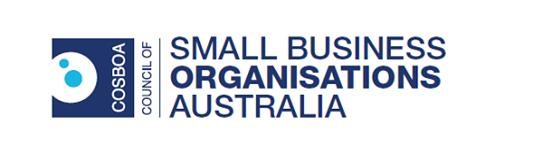 COSBOA
COUNCIL OF
SMALL BUSINESS
ORGANISATIONS
AUSTRALIA